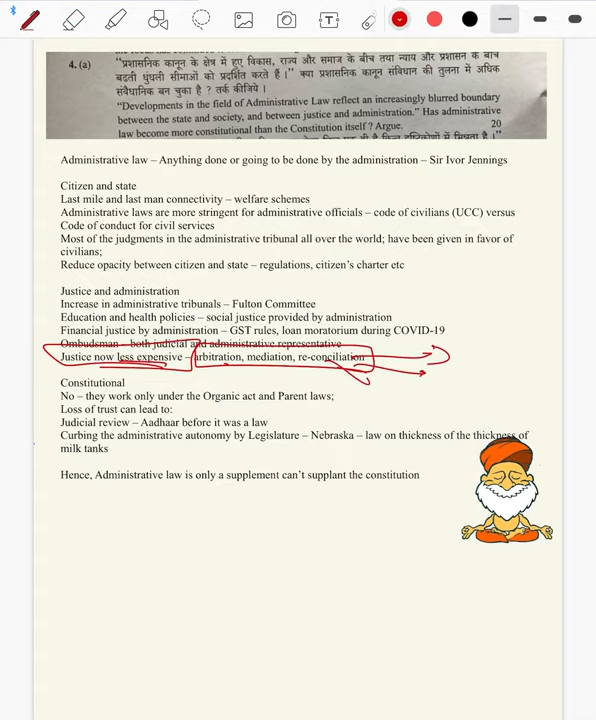 4. (a) "प्रशासनिक कानून के क्षेत्र में हुए विकास, राज्य और समाज के बीच तथा न्याय और प्रशासन के बीच
बढ़ती धुंधली सीमाओं को प्रदर्शित करते हैं।" क्या प्रशासनिक कानून संविधान की तुलना में अधिक
संवैधानिक बन चुका है ? तर्क कीजिये ।
"Developments in the field of Administrative Law reflect an increasingly blurred boundary
between the state and society, and between justice and administration." Has administrative
law become more constitutional than the Constitution itself ? Argue. 20
Administrative law – Anything done or going to be done by the administration – Sir Ivor Jennings
Citizen and state
Last mile and last man connectivity – welfare schemes
Administrative laws are more stringent for administrative officials – code of civilians (UCC) versus
Code of conduct for civil services
Most of the judgments in the administrative tribunal all over the world; have been given in favor of
civilians;
Reduce opacity between citizen and state – regulations, citizen's charter etc
Justice and administration
Increase in administrative tribunals – Fulton Committee
Education and health policies – social justice provided by administration
Financial justice by administration – GST rules, loan moratorium during COVID-19
Ombudsman – both judicial and administrative representative
Justice now less expensive – arbitration, mediation, re-conciliation
Constitutional
No – they work only under the Organic act and Parent laws;
Loss of trust can lead to:
Judicial review – Aadhaar before it was a law
Curbing the administrative autonomy by Legislature – Nebraska – law on thickness of the thickness of
milk tanks
Hence, Administrative law is only a supplement can't supplant the constitution